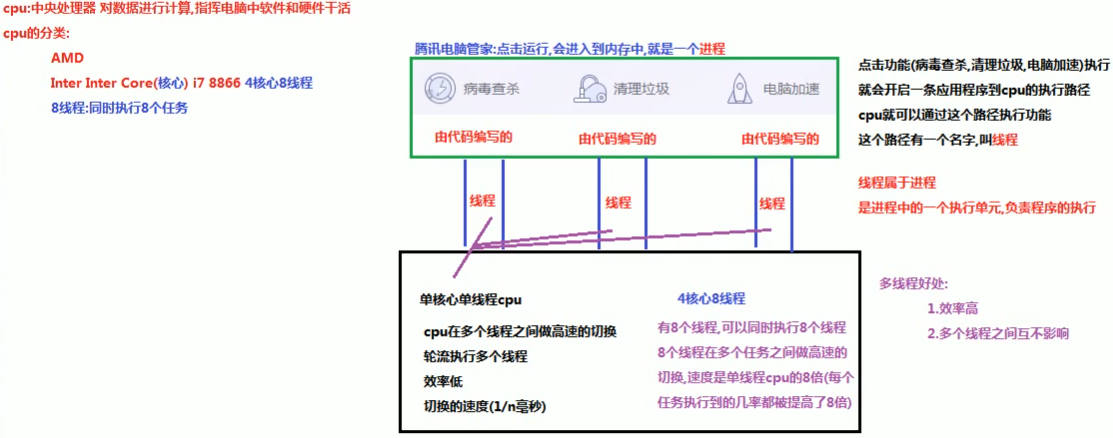 cpu:中央处理器 对数据进行计算,指挥电脑中软件和硬件干活
cpu的分类:
AMD
Inter Inter Core(核心) i7 8866 4核心8线程
8线程:同时执行8个任务
腾讯电脑管家:点击运行,会进入到内存中,就是一个进程
病毒查杀
清理垃圾
电脑加速
由代码编写的
由代码编写的
由代码编写的
线程
线程
线程
点击功能(病毒查杀,清理垃圾,电脑加速)执行
就会开启一条应用程序到cpu的执行路径
cpu就可以通过这个路径执行功能
这个路径有一个名字,叫线程
线程属于进程
是进程中的一个执行单元,负责程序的执行
单核心单线程cpu
cpu在多个线程之间做高速的切换
轮流执行多个线程
效率低
切换的速度(1/n毫秒)
4核心8线程
有8个线程,可以同时执行8个线程
8个线程在多个任务之间做高速的
切换,速度是单线程cpu的8倍(每个
任务执行到的几率都被提高了8倍)
多线程好处:
1.效率高
2.多个线程之间互不影响